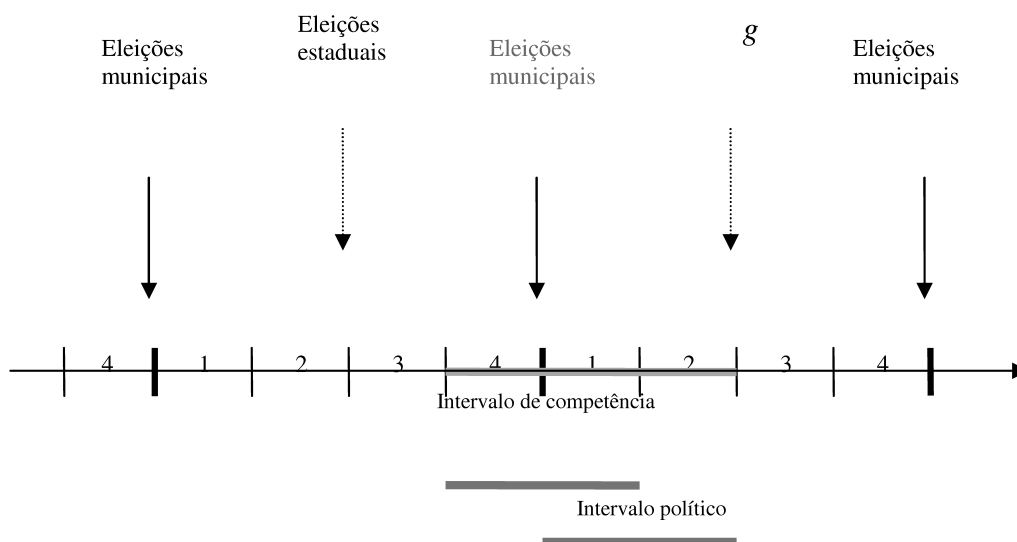 Eleições
municipais
Eleições
estaduais
Eleições
municipais
g
Eleições
municipais
4 1 2 3 4 1 2 3 4
Intervalo de competência
Intervalo político